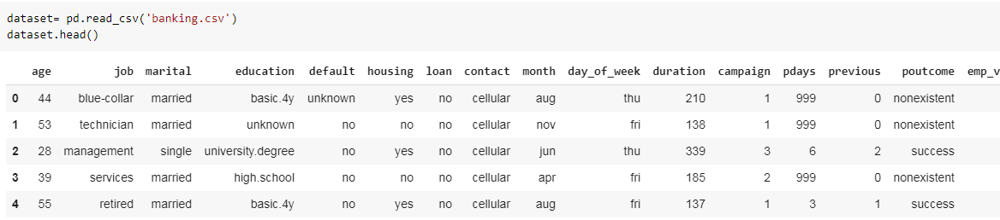 dataset= pd.read_csv('banking.csv')
dataset.head()
age job marital education default housing loan contact month day_of_week duration campaign pdays previous poutcome emp_v
0 44 blue-collar married basic.4y unknown yes no cellular aug thu 210 1 999 0 nonexistent
1 53 technician married unknown no no no cellular nov fri 138 1 999 0 nonexistent
2 28 management single university.degree no yes no cellular jun thu 339 3 6 2 success
3 39 services married high.school no no no cellular apr fri 185 2 999 0 nonexistent
4 55 retired married basic.4y no yes no cellular aug fri 137 1 3 1 success